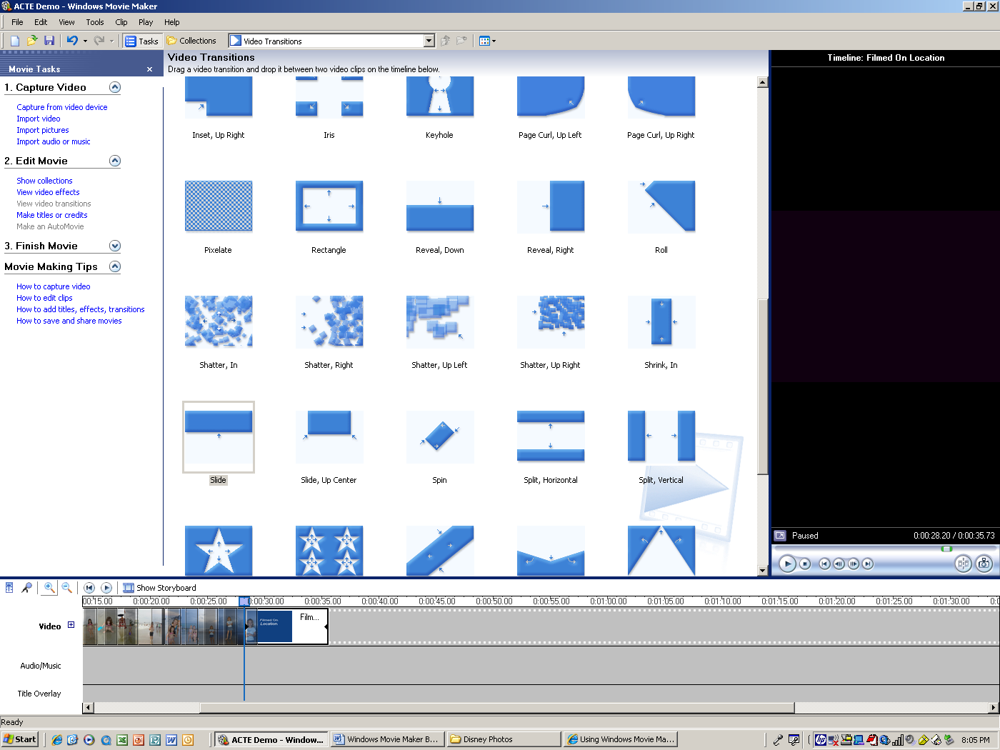 ACTE Demo - Windows Movie Maker
File Edit View Tools Clip Play Help
Tasks Collections Video Transitions
Movie Tasks
1. Capture Video
Capture from video device
Import video
Import pictures
Import audio or music
2. Edit Movie
Show collections
View video effects
View video transitions
Make titles or credits
Make an AutoMovie
3. Finish Movie
Movie Making Tips
How to capture video
How to edit clips
How to add titles, effects, transitions
How to save and share movies
Video Transitions
Drag a video transition and drop it between two video clips on the timeline below.
Inset, Up Right Iris Keyhole Page Curl, Up Left Page Curl, Up Right
Pixelate Rectangle Reveal, Down Reveal, Right Roll
Shatter, In Shatter, Right Shatter, Up Left Shatter, Up Right Shrink, In
Slide Slide, Up Center Spin Split, Horizontal Split, Vertical
Timeline: Filmed On Location
Paused 0:00:28.20 / 0:00:35.73
Show Storyboard
00:15.00 0:00:20.00 0:00:25.00 0:00:30.00 0:00:35.00 0:00:40.00 0:00:45.00 0:00:50.00 0:00:55.00 0:01:00.00 0:01:05.00 0:01:10.00 0:01:15.00 0:01:20.00 0:01:25.00 0:01:30.00 0:0
Video
Filmed On
Location
Film...
Audio/Music
Title Overlay
Ready
Start ACTE Demo - Window... Windows Movie Maker B... Disney Photos Using Windows Movie Ma... 8:05 PM